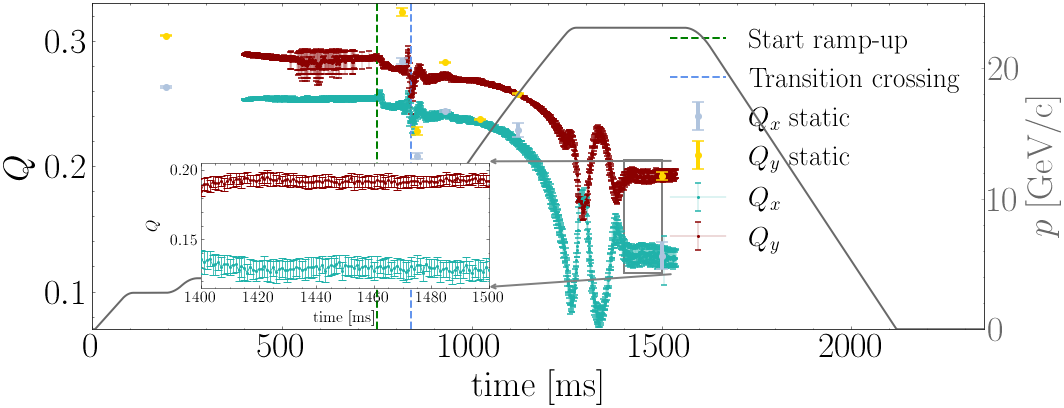 0.3
0.2
0.1
Q
0
500
1000
1500
2000
time [ms]
20
10
0
p [GeV/c]
Start ramp-up
Transition crossing
Q_x static
Q_y static
Q_x
Q_y
0.20
0.15
Q
1400
1420
1440
1460
1480
1500
time [ms]